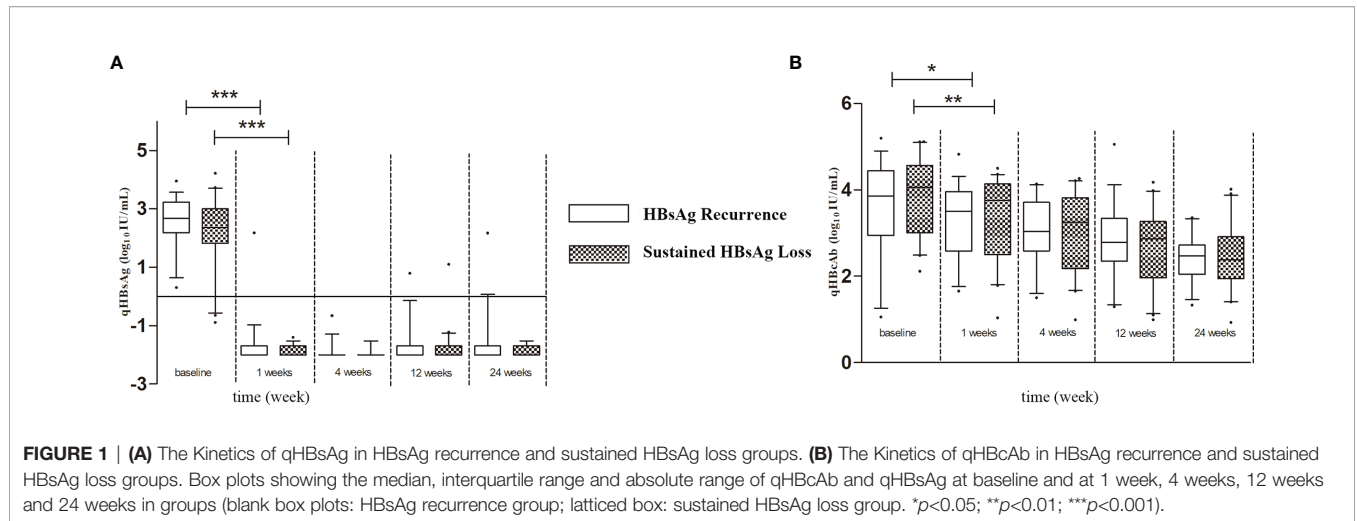 A
***
***
5
3
1
-1
-3
qHBsAg (log10IU/mL)
baseline
1 weeks
4 weeks
12 weeks
24 weeks
time (week)
HBsAg Recurrence
Sustained HBsAg Loss
B
*
**
6
4
2
0
qHBcAb (log10IU/mL)
baseline
1 weeks
4 weeks
12 weeks
24 weeks
time (week)
FIGURE 1 | (A) The Kinetics of qHBsAg in HBsAg recurrence and sustained HBsAg loss groups. (B) The Kinetics of qHBcAb in HBsAg recurrence and sustained
HBsAg loss groups. Box plots showing the median, interquartile range and absolute range of qHBcAb and qHBsAg at baseline and at 1 week, 4 weeks, 12 weeks
and 24 weeks in groups (blank box plots: HBsAg recurrence group; latticed box: sustained HBsAg loss group. *p<0.05; **p<0.01; ***p<0.001).